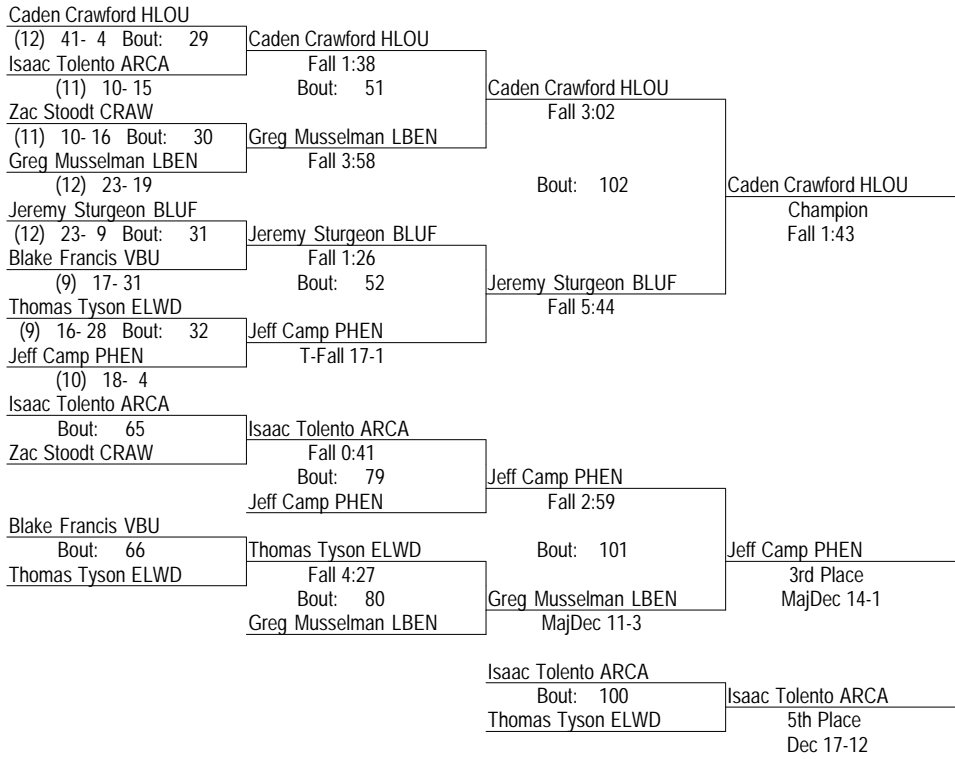 Caden Crawford HLOU
(12) 41- 4 Bout: 29 Caden Crawford HLOU
Isaac Tolento ARCA Fall 1:38
(11) 10- 15 Bout: 51 Caden Crawford HLOU
Zac Stoodt CRAW Fall 3:02
(11) 10- 16 Bout: 30 Greg Musselman LBEN
Greg Musselman LBEN Fall 3:58
(12) 23- 19 Bout: 102 Caden Crawford HLOU
Jeremy Sturgeon BLUF Champion
(12) 23- 9 Bout: 31 Jeremy Sturgeon BLUF Fall 1:43
Blake Francis VBU Fall 1:26
(9) 17- 31 Bout: 52 Jeremy Sturgeon BLUF
Thomas Tyson ELWD Fall 5:44
(9) 16- 28 Bout: 32 Jeff Camp PHEN
Jeff Camp PHEN T-Fall 17-1
(10) 18- 4
Isaac Tolento ARCA
Bout: 65 Isaac Tolento ARCA
Zac Stoodt CRAW Fall 0:41
Bout: 79 Jeff Camp PHEN
Jeff Camp PHEN Fall 2:59
Blake Francis VBU
Bout: 66 Thomas Tyson ELWD Bout: 101 Jeff Camp PHEN
Thomas Tyson ELWD Fall 4:27 3rd Place
Bout: 80 Greg Musselman LBEN MajDec 14-1
Greg Musselman LBEN MajDec 11-3
Isaac Tolento ARCA
Bout: 100 Isaac Tolento ARCA
Thomas Tyson ELWD 5th Place
Dec 17-12